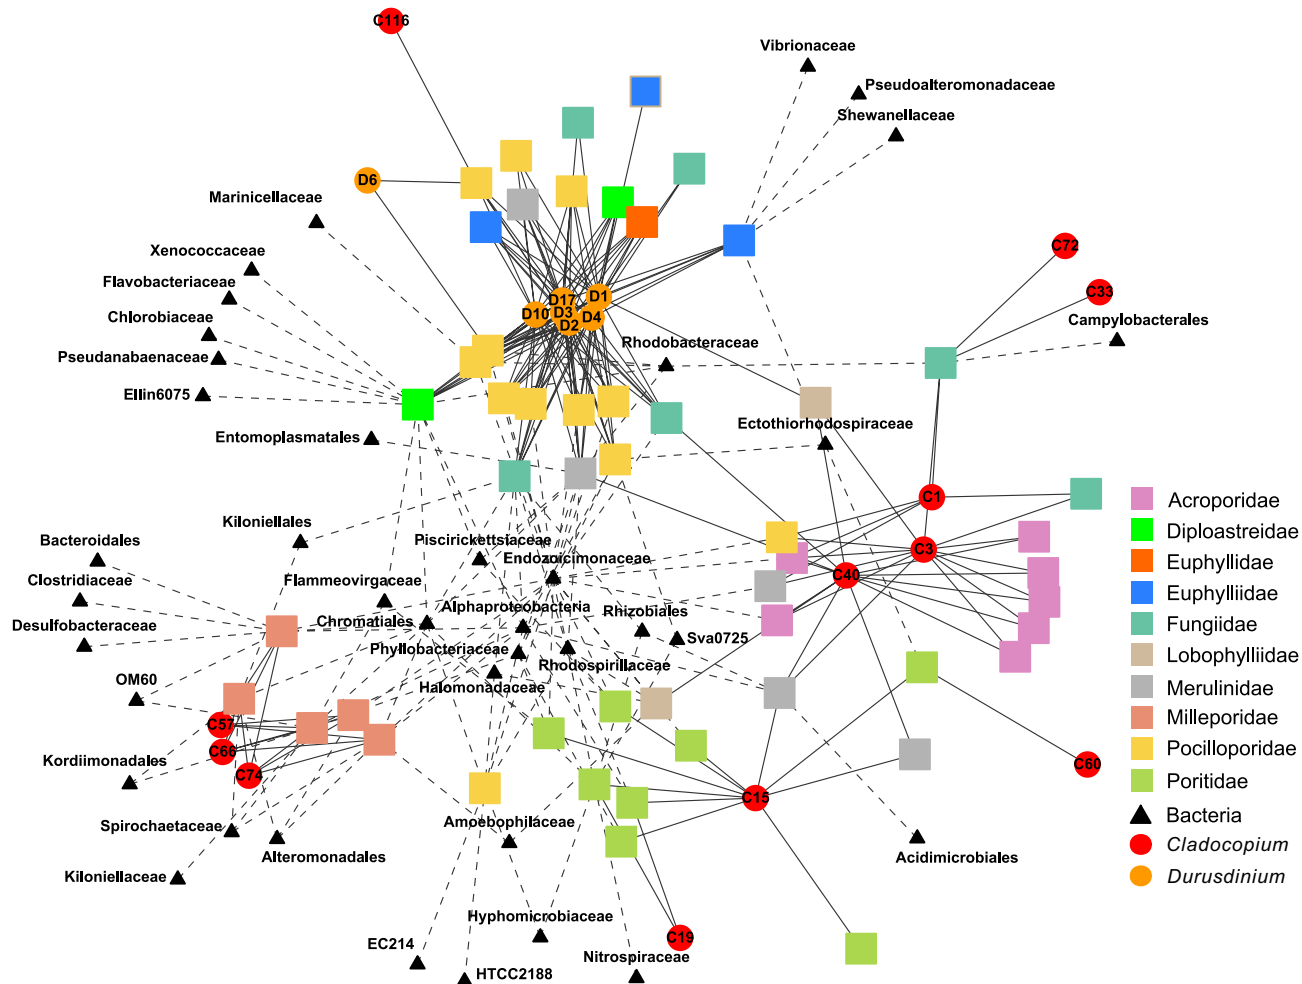 C116
Vibrionaceae
Pseudoalteromonadaceae
Shewanellaceae
D6
Marinicellaceae
Xenococcaceae
Flavobacteriaceae
Chlorobiaceae
Pseudanabaenaceae
Ellin6075
Entomoplasmatales
D17
D1
D10
D3
D4
D2
Rhodobacteraceae
C72
C33
Campylobacterales
Ectothiorhodospiraceae
C1
C3
C40
Kiloniellales
Bacteroidales
Clostridiaceae
Desulfobacteraceae
OM60
Piscirickettsiaceae
Endozoicimonaceae
Flammeovirgaceae
Alphaproteobacteria
Chromatiales
Rhizobiales
Sva0725
Phyllobacteriaceae
Rhodospirillaceae
Halomonadaceae
C57
C66
C74
Kordiimonadales
Spirochaetaceae
Alteromonadales
Kiloniellaceae
Amoebophilaceae
C15
C60
Acidimicrobiales
Hyphomicrobiaceae
EC214
HTCC2188
Nitrospiraceae
C19
Acroporidae
Diploastreidae
Euphyllidae
Euphylliidae
Fungiidae
Lobophylliidae
Merulinidae
Milleporidae
Pocilloporidae
Poritidae
Bacteria
Cladocopium
Durusdinium